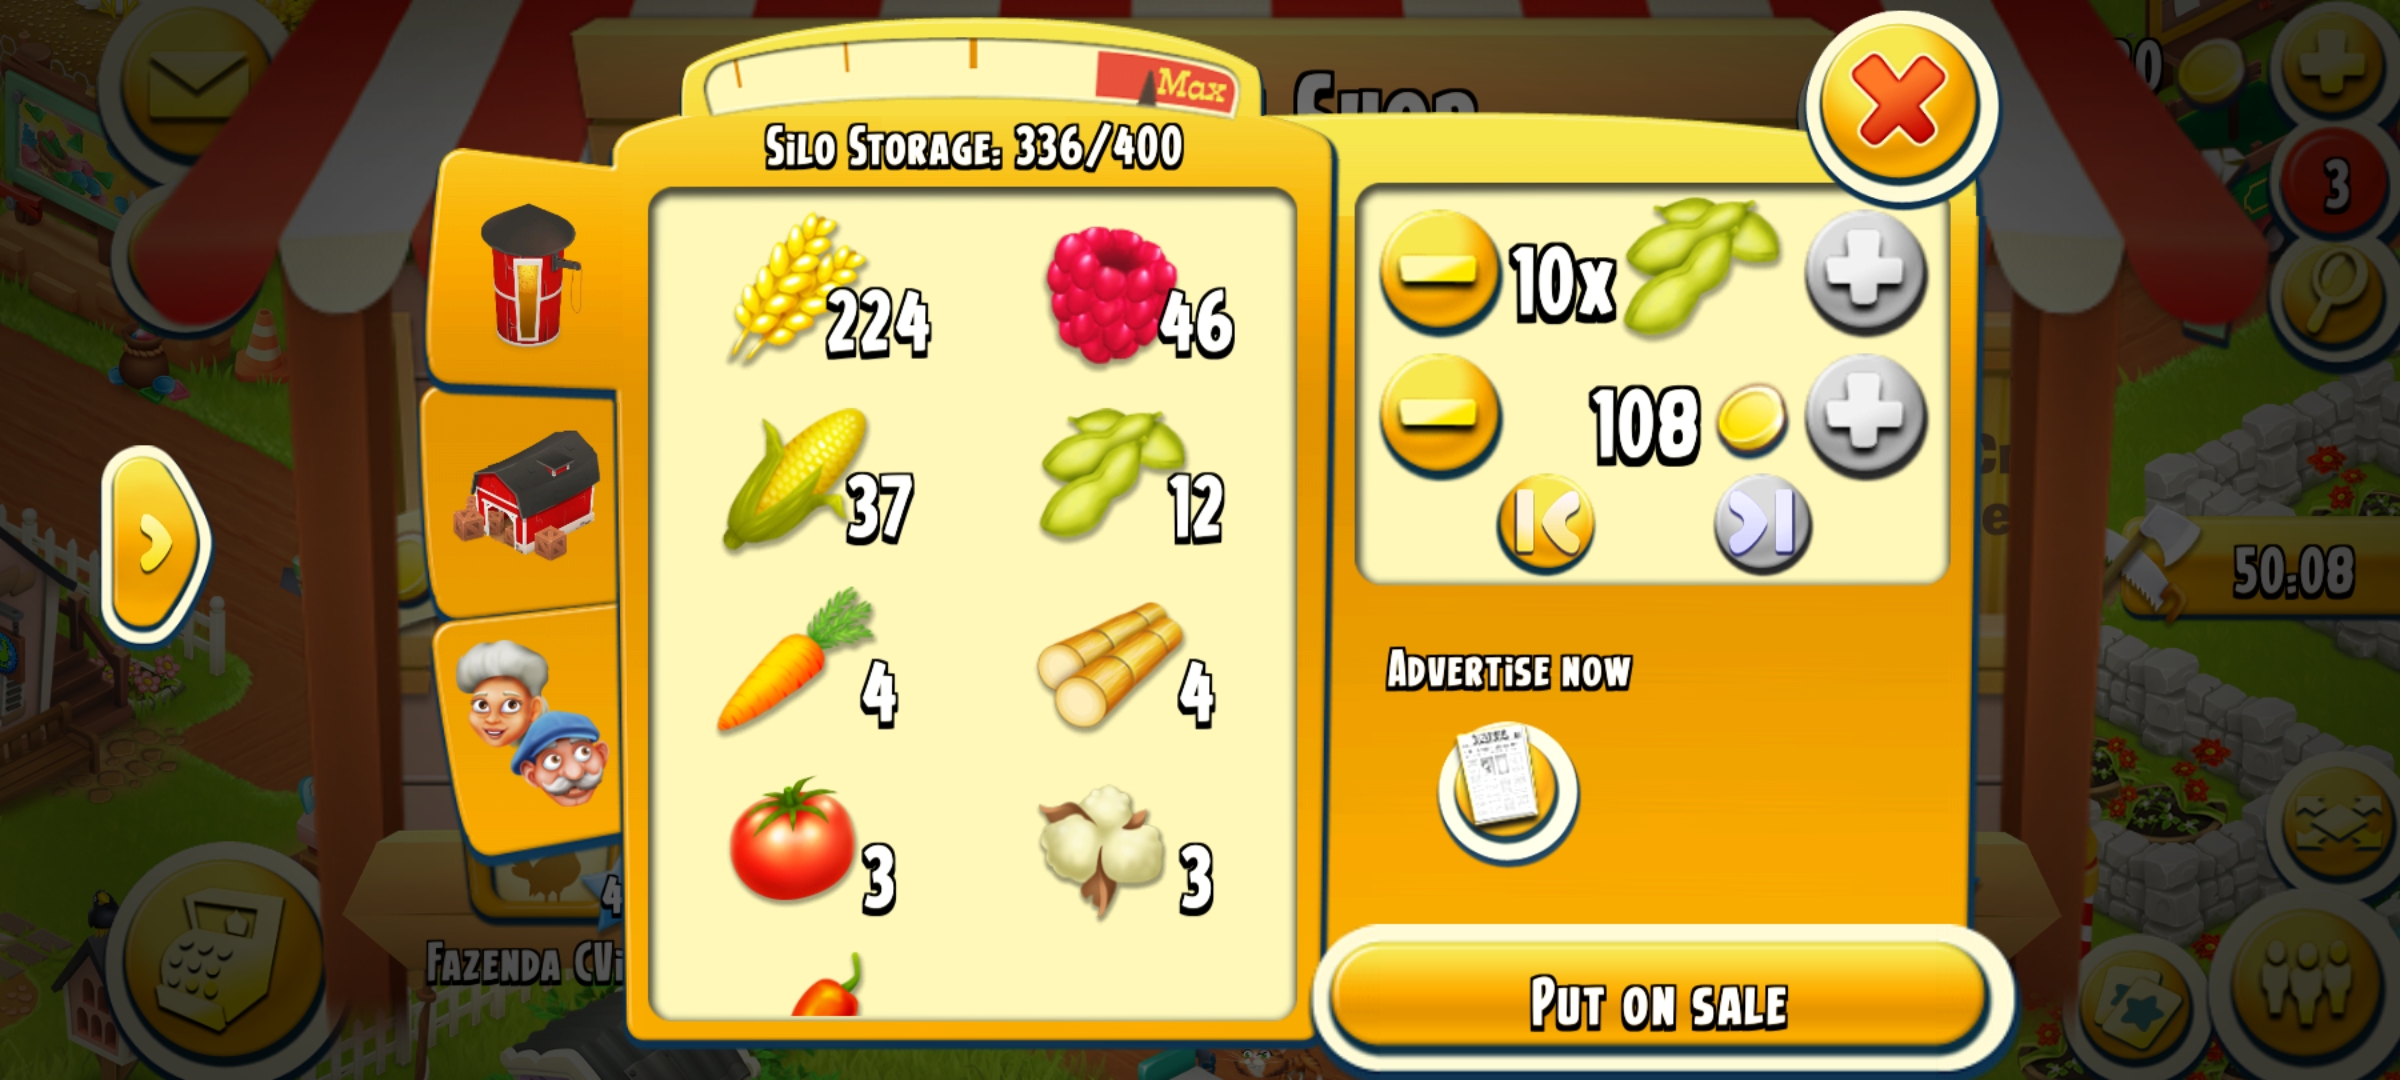 Max
Shop
Silo Storage: 336/400
224
46
10x
108
37
12
4
4
3
3
Advertise now
Put on sale
3
50:08
Fazenda CVi